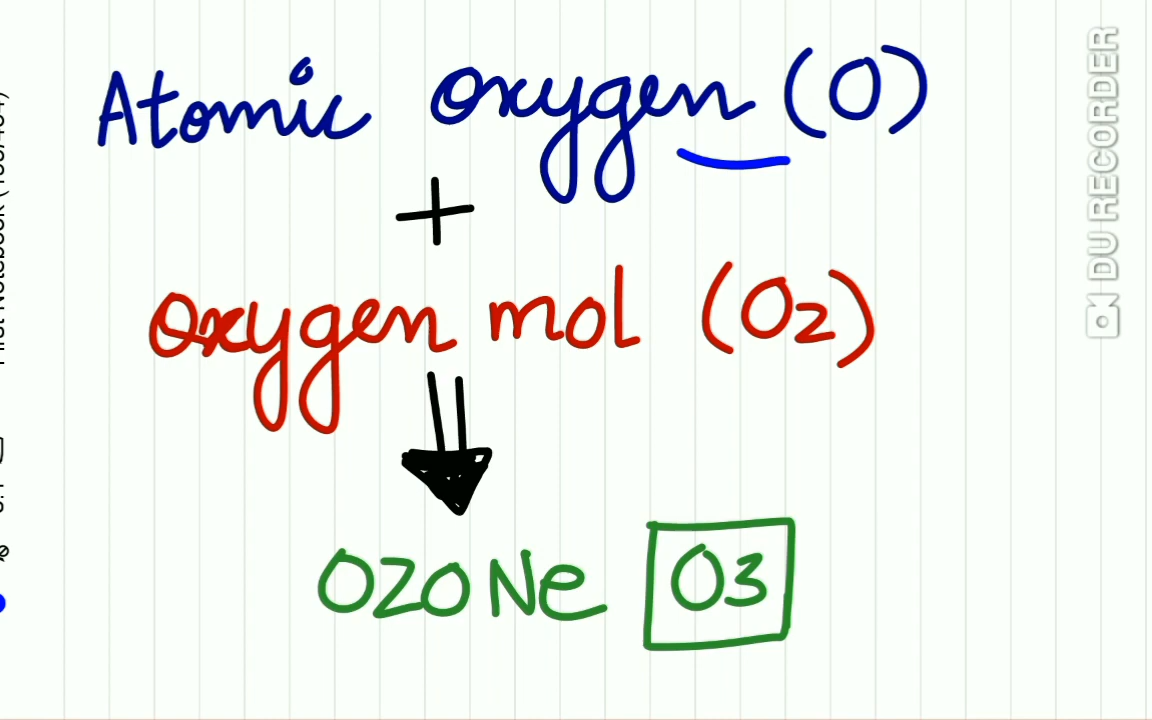 Atomic oxygen (O)
+
oxygen mol (O2)
OZONe O3
DU RECORDER